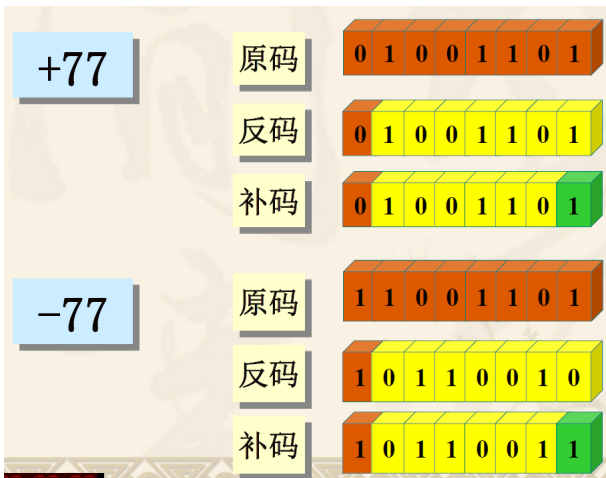 +77
原码 0 1 0 0 1 1 0 1
反码 0 1 0 0 1 1 0 1
补码 0 1 0 0 1 1 0 1
-77
原码 1 1 0 0 1 1 0 1
反码 1 0 1 1 0 0 1 0
补码 1 0 1 1 0 0 1 1